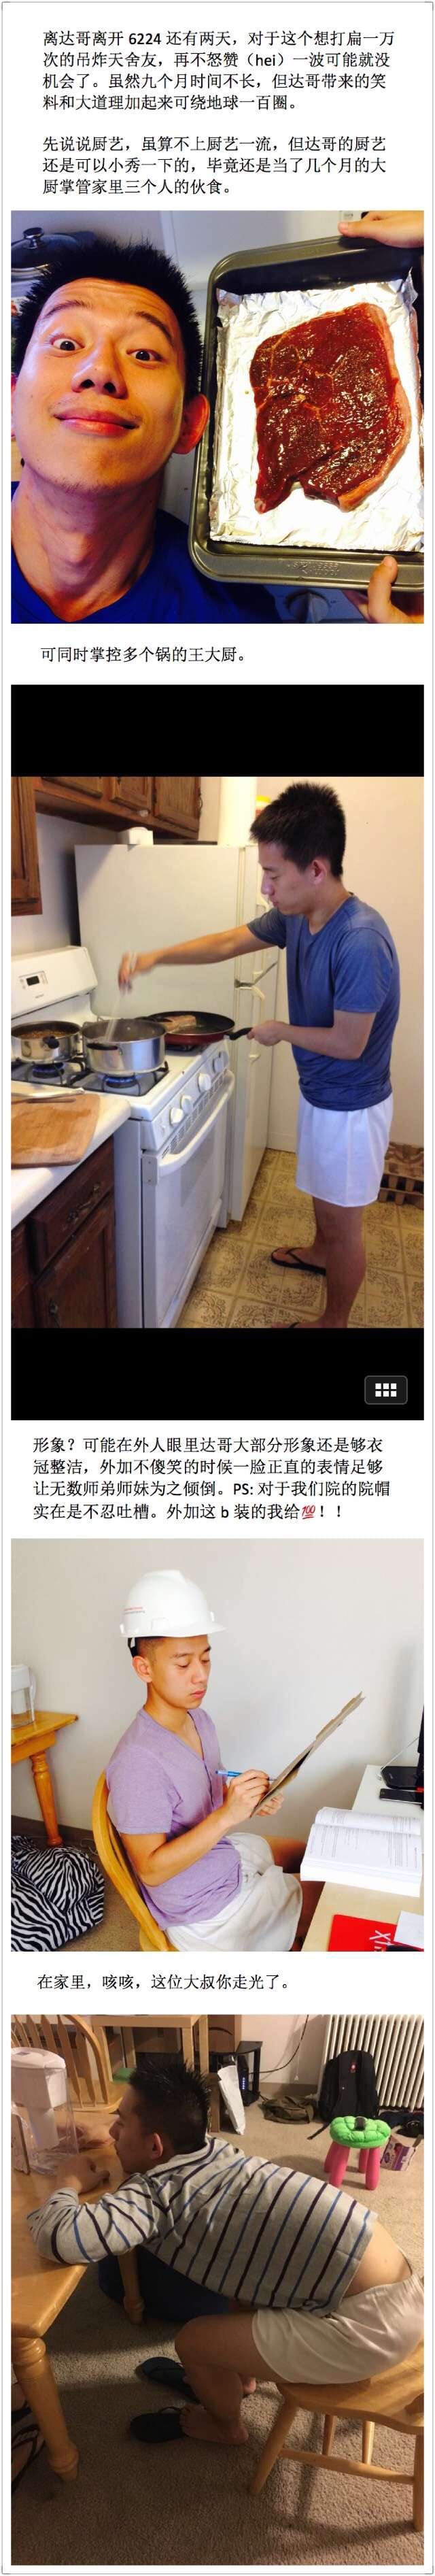 离达哥离开 6224 还有两天，对于这个想打扁一万
次的吊炸天舍友，再不怒赞（hei）一波可能就没
机会了。虽然九个月时间不长，但达哥带来的笑
料和大道理加起来可绕地球一百圈。
先说说厨艺，虽算不上厨艺一流，但达哥的厨艺
还是可以小秀一下的，毕竟还是当了几个月的大
厨掌管家里三个人的伙食。
可同时掌控多个锅的王大厨。
形象？可能在外人眼里达哥大部分形象还是够衣
冠整洁，外加不傻笑的时候一脸正直的表情足够
让无数师弟师妹为之倾倒。PS: 对于我们院的院帽
实在是不忍吐槽。外加这 b 装的我给💯！！
在家里，咳咳，这位大叔你走光了。